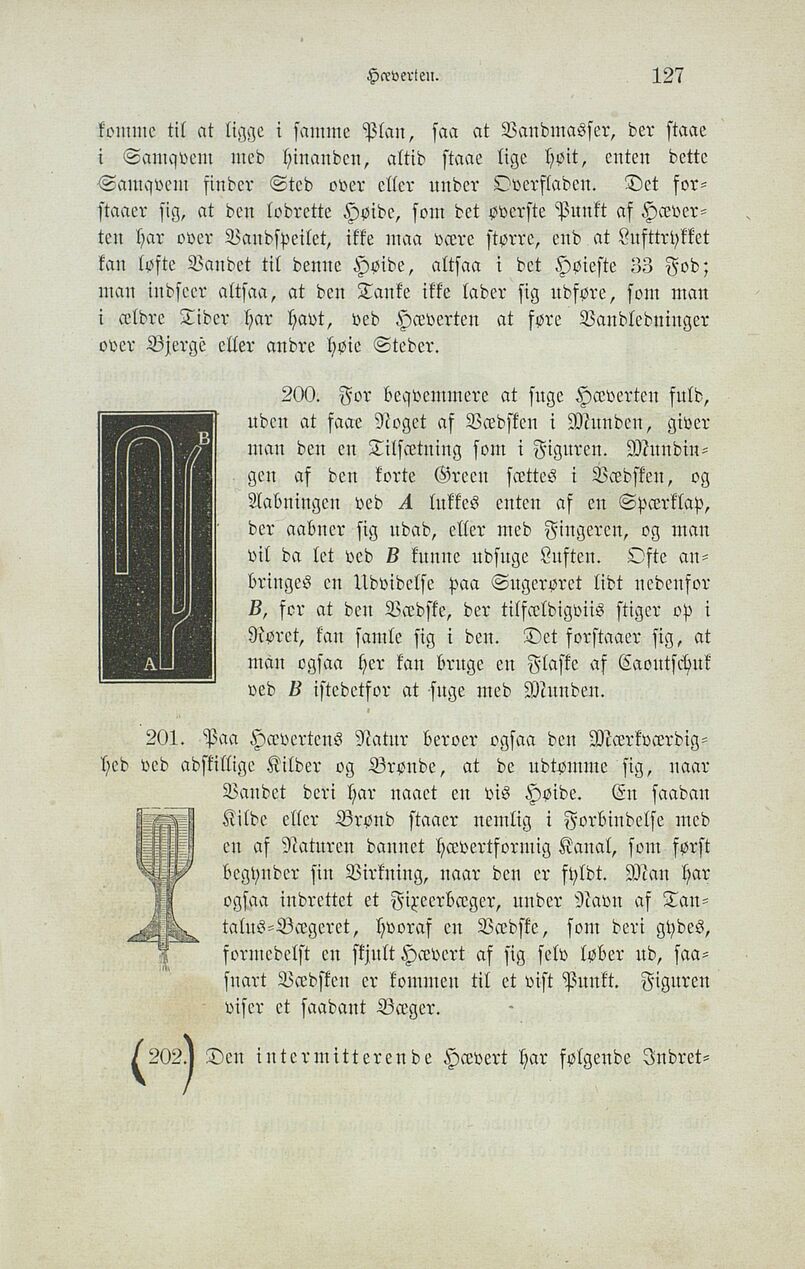 Hæverten. 127
komme til at ligge i samme Plan, saa at Vandmasser, der staae
i Samqvem med hinanden, altid staae lige høit, enten dette
Samqvem finder Sted over eller under Overfladen. Det for-
staaer sig, at den lodrette Høide, som det øverste Punkt af Hæver-
ten har over Vandspeilet, ikke maa være større, end at Lufttrykket
kan løfte Vandet til denne Høide, altsaa i det Høieste 33 Fod;
man indseer altsaa, at den Tanke ikke lader sig udføre, som man
i ældre Tider har havt, ved Hæverten at føre Vandledninger
over Bjerge eller andre høie Steder.
200. For beqvemmere at suge Hæverten fuld,
uden at faae Noget af Vædsken i Munden, giver
man den en Tilsætning som i Figuren. Mundin-
gen af den korte Green sættes i Vædsken, og
Aabningen ved A lukkes enten af en Spærklap,
der aabner sig udad, eller med Fingeren, og man
vil da let ved B kunne udsuge Luften. Ofte an-
bringes en Udvidelse paa Sugerøret lidt nedenfor
B, for at den Vædske, der tilfældigviis stiger op i
Røret, kan samle sig i den. Det forstaaer sig, at
man ogsaa her kan bruge en Flaske af Caoutschuk
ved B istedetfor at suge med Munden.
B
A
201. Paa Hævertens Natur beroer ogsaa den Mærkværdig-
hed ved adskillige Kilder og Brønde, at de udtømme sig, naar
Vandet deri har naaet en vis Høide. En saadan
Kilde eller Brønd staaer nemlig i Forbindelse med
en af Naturen dannet hævertformig Kanal, som først
begynder sin Virkning, naar den er fyldt. Man har
ogsaa indrettet et Fixeerbæger, under Navn af Tan-
talus-Bægeret, hvoraf en Vædske, som deri gydes,
formedelst en skjult Hævert af sig selv løber ud, saa-
snart Vædsken er kommen til et vist Punkt. Figuren
viser et saadant Bæger.
(202.) Den intermitterende Hævert har følgende Indret-